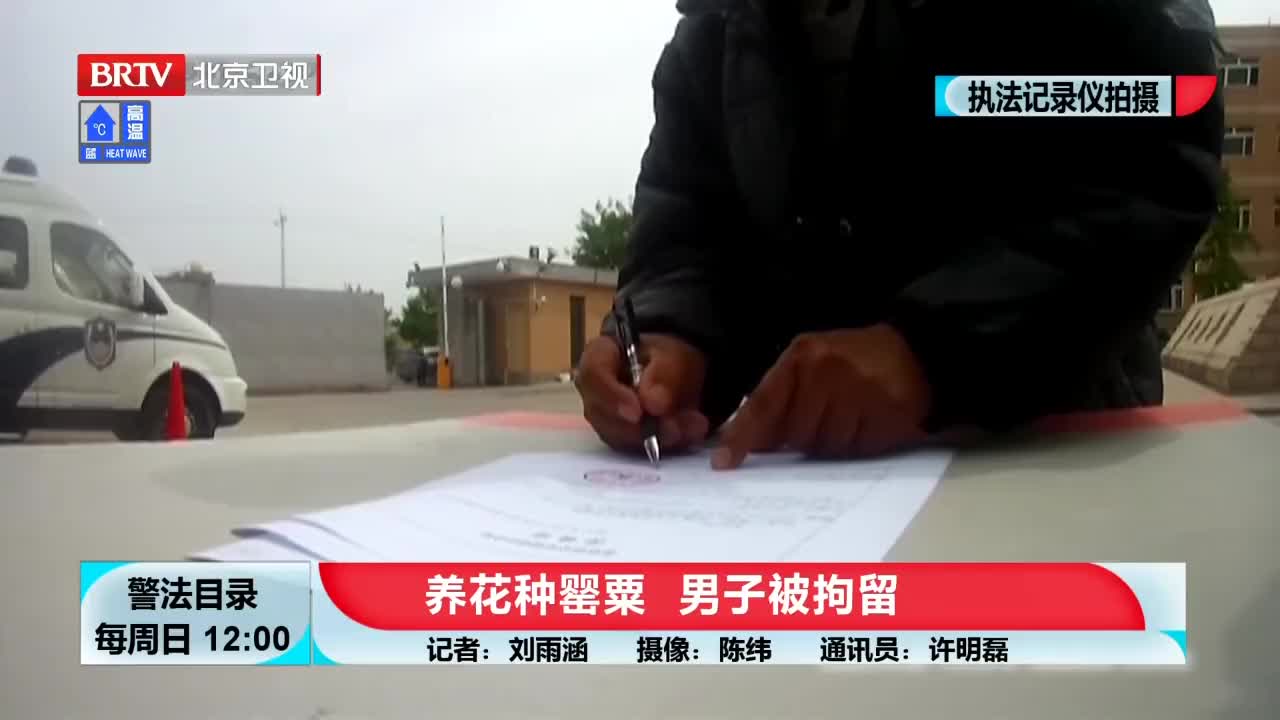 BRTV 北京卫视
执法记录仪拍摄
高温
℃
蓝 HEAT WAVE
养花种罂粟 男子被拘留
警法目录
每周日 12:00
记者：刘雨涵 摄像：陈纬 通讯员：许明磊